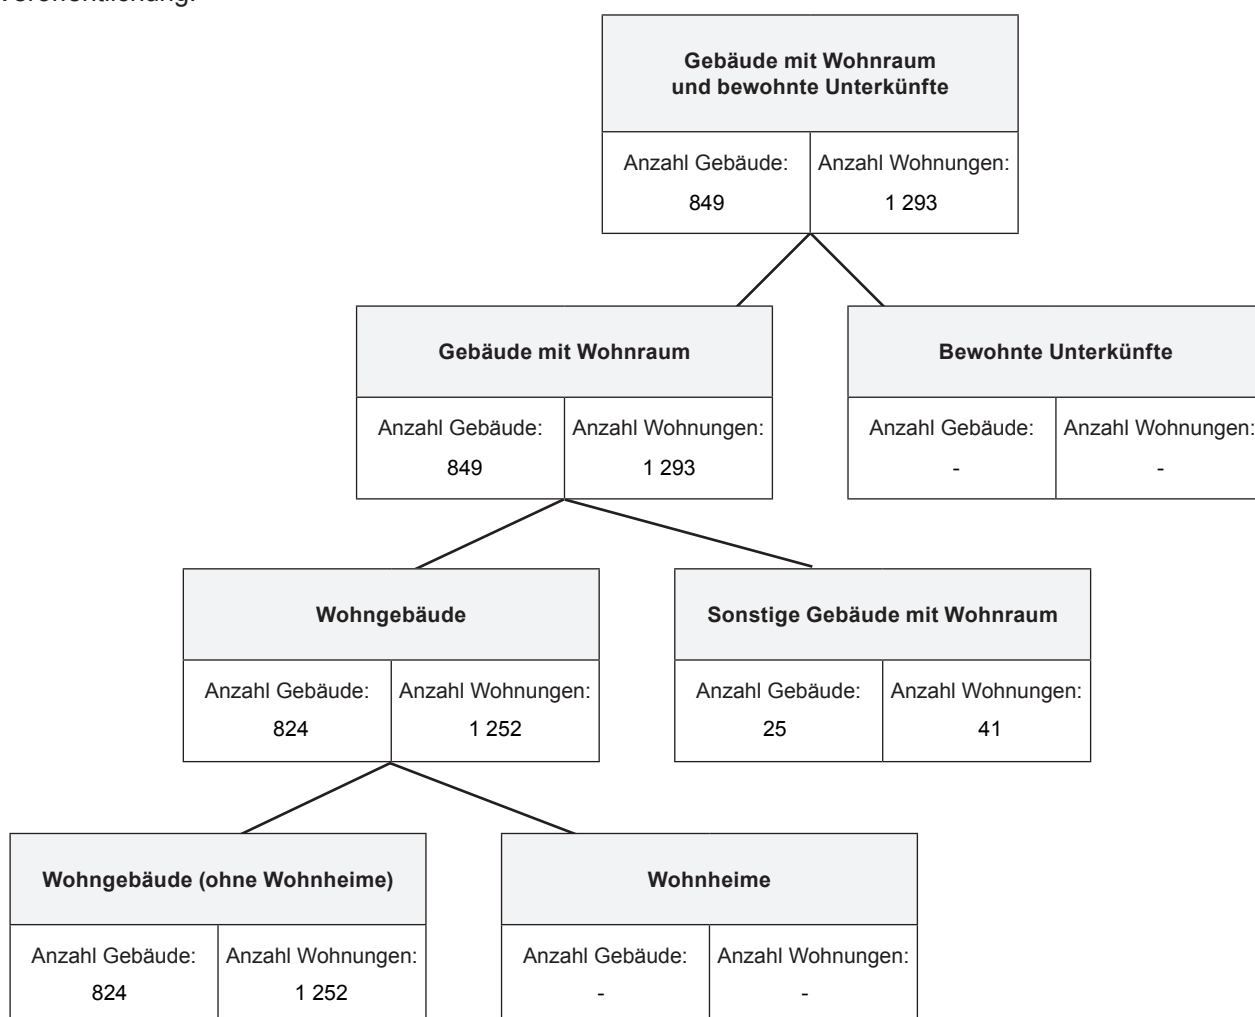 Veröffentlichung.
Gebäude mit Wohnraum
und bewohnte Unterkünfte
Anzahl Gebäude: Anzahl Wohnungen:
849 1 293
Gebäude mit Wohnraum Bewohnte Unterkünfte
Anzahl Gebäude: Anzahl Wohnungen: Anzahl Gebäude: Anzahl Wohnungen:
849 1 293 - -
Wohngebäude Sonstige Gebäude mit Wohnraum
Anzahl Gebäude: Anzahl Wohnungen: Anzahl Gebäude: Anzahl Wohnungen:
824 1 252 25 41
Wohngebäude (ohne Wohnheime) Wohnheime
Anzahl Gebäude: Anzahl Wohnungen: Anzahl Gebäude: Anzahl Wohnungen:
824 1 252 - -